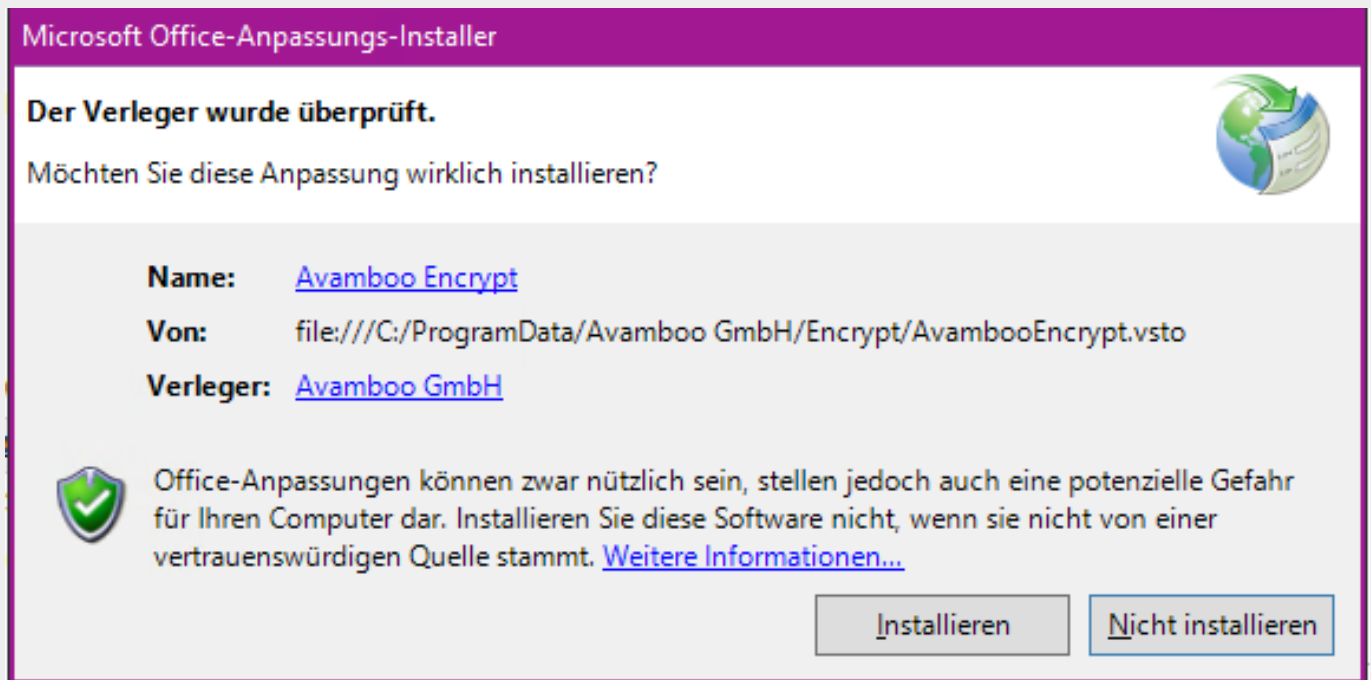 Microsoft Office-Anpassungs-Installer
Der Verleger wurde überprüft.
Möchten Sie diese Anpassung wirklich installieren?
Name: Avamboo Encrypt
Von: file:///C:/ProgramData/Avamboo GmbH/Encrypt/AvambooEncrypt.vsto
Verleger: Avamboo GmbH
Office-Anpassungen können zwar nützlich sein, stellen jedoch auch eine potenzielle Gefahr
für Ihren Computer dar. Installieren Sie diese Software nicht, wenn sie nicht von einer
vertrauenswürdigen Quelle stammt. Weitere Informationen...
Installieren Nicht installieren